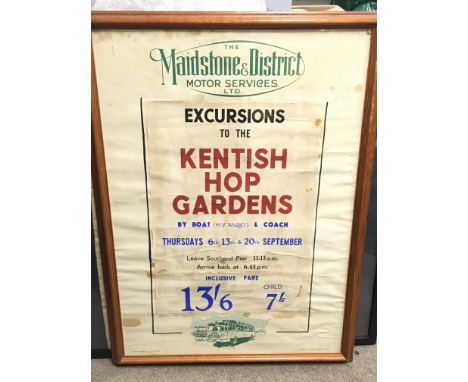 THE
Maidstone & District
MOTOR SERVICES
LTD.
EXCURSIONS
TO THE
KENTISH
HOP
GARDENS
BY BOAT (M.V. ANZIO) & COACH
THURSDAYS 6th 13th & 20th SEPTEMBER
Leave Southend Pier 11.15 a.m.
Arrive back at 6.45 p.m.
INCLUSIVE FARE
CHILD
13/6 7/-